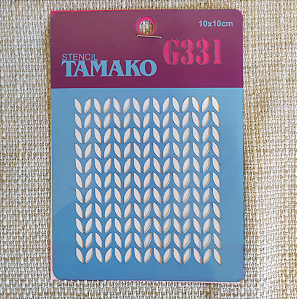 10x10cm
STENCIL
TAMAKO G331